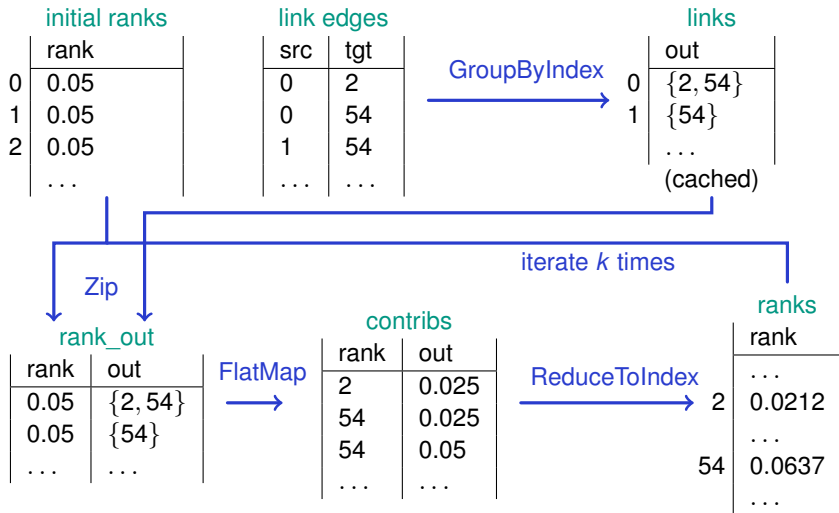 initial ranks
rank
0 0.05
1 0.05
2 0.05
...
link edges
src tgt
0 2
0 54
1 54
... ...
GroupByIndex
links
out
0 {2, 54}
1 {54}
...
(cached)
iterate k times
Zip
rank_out
rank out
0.05 {2, 54}
0.05 {54}
... ...
FlatMap
contribs
rank out
2 0.025
54 0.025
54 0.05
... ...
ReduceToIndex
ranks
rank
...
2 0.0212
...
54 0.0637
...